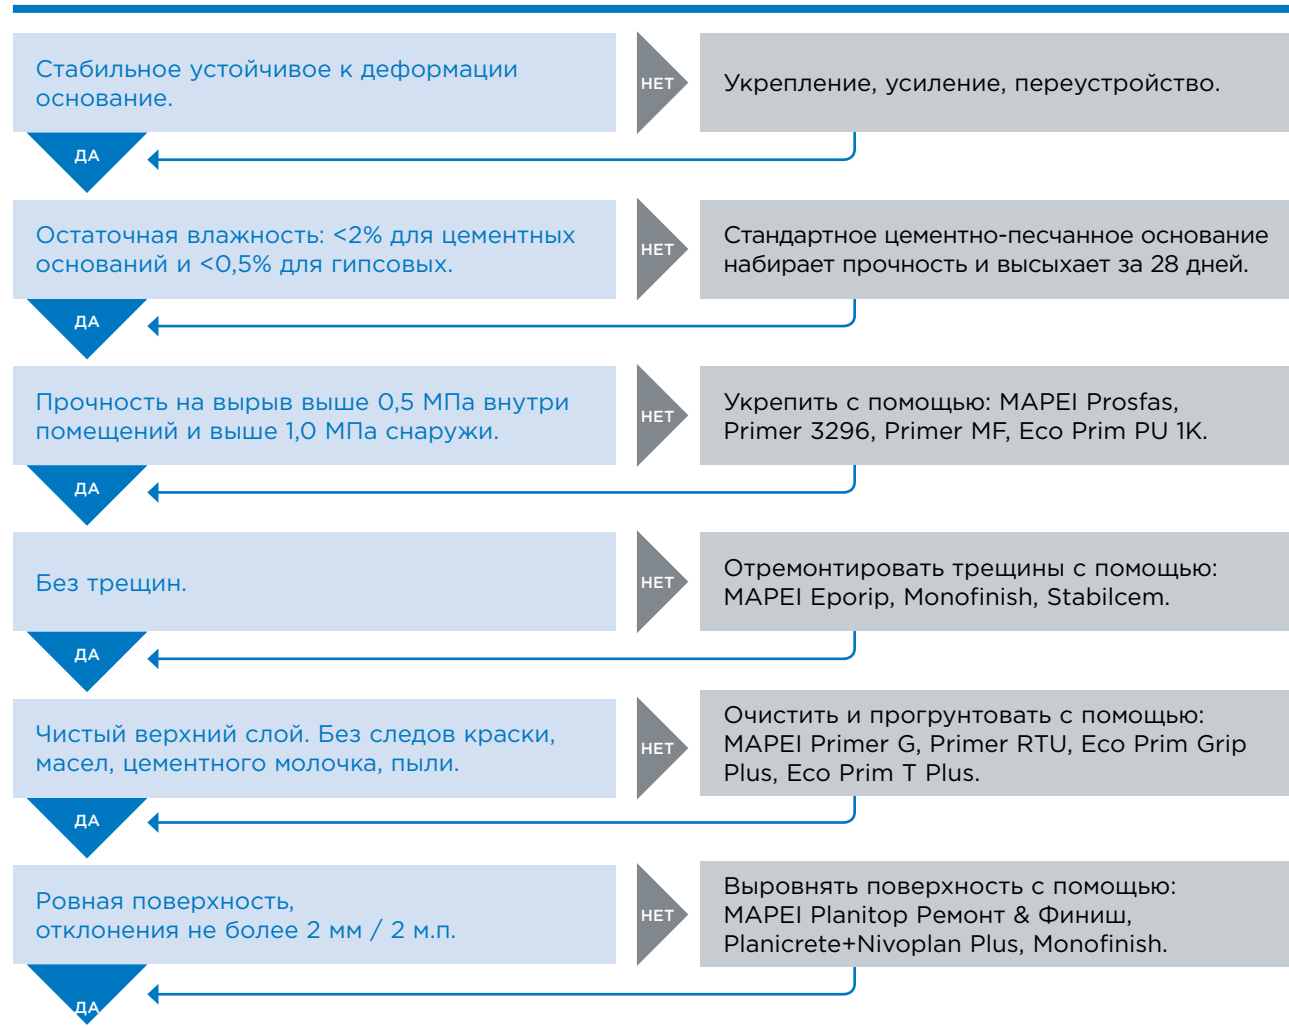 Стабильное устойчивое к деформации
основание.
НЕТ
Укрепление, усиление, переустройство.
ДА
Остаточная влажность: <2% для цементных
оснований и <0,5% для гипсовых.
НЕТ
Стандартное цементно-песчанное основание
набирает прочность и высыхает за 28 дней.
ДА
Прочность на вырыв выше 0,5 МПа внутри
помещений и выше 1,0 МПа снаружи.
НЕТ
Укрепить с помощью: MAPEI Prosfas,
Primer 3296, Primer MF, Eco Prim PU 1K.
ДА
Без трещин.
НЕТ
Отремонтировать трещины с помощью:
MAPEI Eporip, Monofinish, Stabilcem.
ДА
Чистый верхний слой. Без следов краски,
масел, цементного молочка, пыли.
НЕТ
Очистить и прогрунтовать с помощью:
MAPEI Primer G, Primer RTU, Eco Prim Grip
Plus, Eco Prim T Plus.
ДА
Ровная поверхность,
отклонения не более 2 мм / 2 м.п.
НЕТ
Выровнять поверхность с помощью:
MAPEI Planitop Ремонт & Финиш,
Planicrete+Nivoplan Plus, Monofinish.
ДА